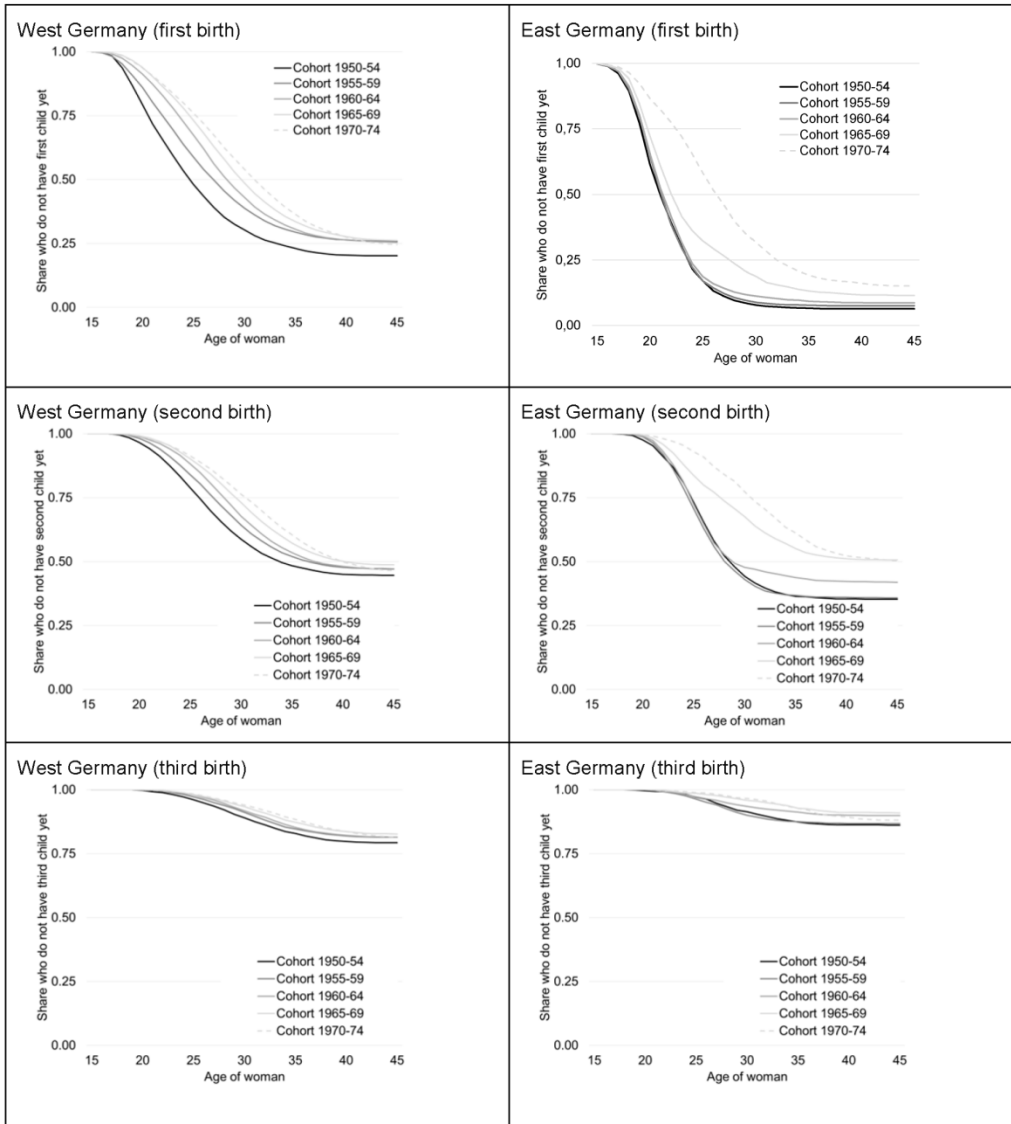 West Germany (first birth)
Share who do not have first child yet
1.00
0.75
0.50
0.25
0.00
Cohort 1950-54
Cohort 1955-59
Cohort 1960-64
Cohort 1965-69
Cohort 1970-74
15 20 25 30 35 40 45
Age of woman
East Germany (first birth)
Share who do not have first child yet
1,00
0,75
0,50
0,25
0,00
Cohort 1950-54
Cohort 1955-59
Cohort 1960-64
Cohort 1965-69
Cohort 1970-74
15 20 25 30 35 40 45
Age of woman
West Germany (second birth)
Share who do not have second child yet
1.00
0.75
0.50
0.25
0.00
Cohort 1950-54
Cohort 1955-59
Cohort 1960-64
Cohort 1965-69
Cohort 1970-74
15 20 25 30 35 40 45
Age of woman
East Germany (second birth)
Share who do not have second child yet
1.00
0.75
0.50
0.25
0.00
Cohort 1950-54
Cohort 1955-59
Cohort 1960-64
Cohort 1965-69
Cohort 1970-74
15 20 25 30 35 40 45
Age of woman
West Germany (third birth)
Share who do not have third child yet
1.00
0.75
0.50
0.25
0.00
Cohort 1950-54
Cohort 1955-59
Cohort 1960-64
Cohort 1965-69
Cohort 1970-74
15 20 25 30 35 40 45
Age of woman
East Germany (third birth)
Share who do not have third child yet
1.00
0.75
0.50
0.25
0.00
Cohort 1950-54
Cohort 1955-59
Cohort 1960-64
Cohort 1965-69
Cohort 1970-74
15 20 25 30 35 40 45
Age of woman